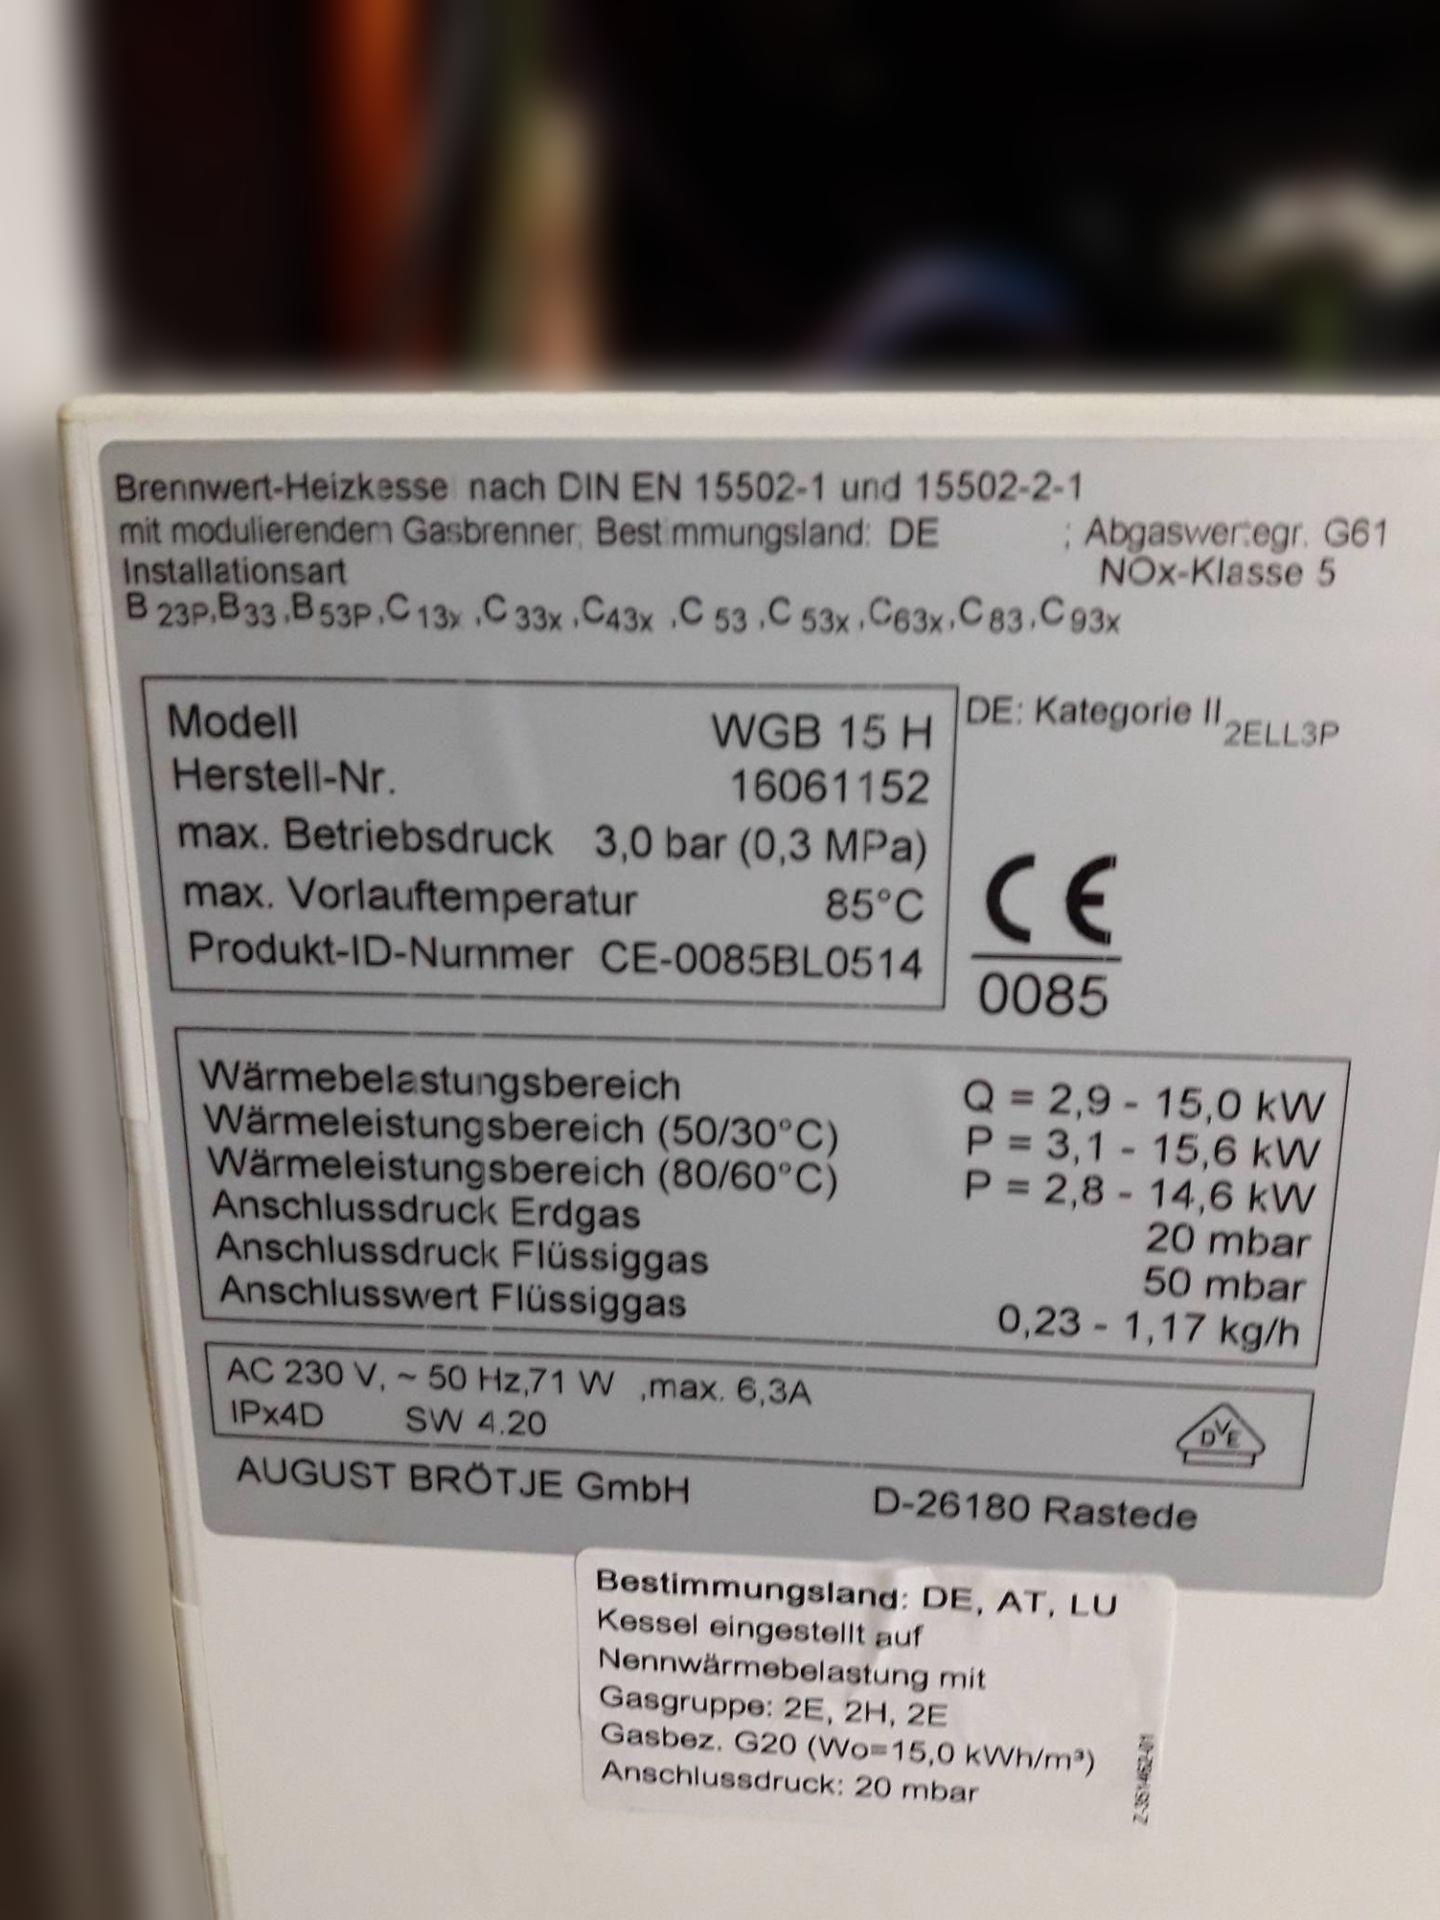 Brennwert-Heizkessel nach DIN EN 15502-1 und 15502-2-1
mit modulierendem Gasbrenner; Bestimmungsland: DE ; Abgaswertegr. G61
Installationsart NOx-Klasse 5
B 23P,B33,B53P,C13x,C33x,C43x,C53,C53x,C63x,C83,C93x
Modell WGB 15 H
Herstell-Nr. 16061152
max. Betriebsdruck 3,0 bar (0,3 MPa)
max. Vorlauftemperatur 85°C
Produkt-ID-Nummer CE-0085BL0514
DE: Kategorie II 2ELL3P
CE
0085
Wärmebelastungsbereich Q = 2,9 - 15,0 kW
Wärmeleistungsbereich (50/30°C) P = 3,1 - 15,6 kW
Wärmeleistungsbereich (80/60°C) P = 2,8 - 14,6 kW
Anschlussdruck Erdgas 20 mbar
Anschlussdruck Flüssiggas 50 mbar
Anschlusswert Flüssiggas 0,23 - 1,17 kg/h
AC 230 V, ~ 50 Hz,71 W ,max. 6,3A
IPx4D SW 4.20
DVE
AUGUST BRÖTJE GmbH D-26180 Rastede
Bestimmungsland: DE, AT, LU
Kessel eingestellt auf
Nennwärmebelastung mit
Gasgruppe: 2E, 2H, 2E
Gasbez. G20 (Wo=15,0 kWh/m³)
Anschlussdruck: 20 mbar